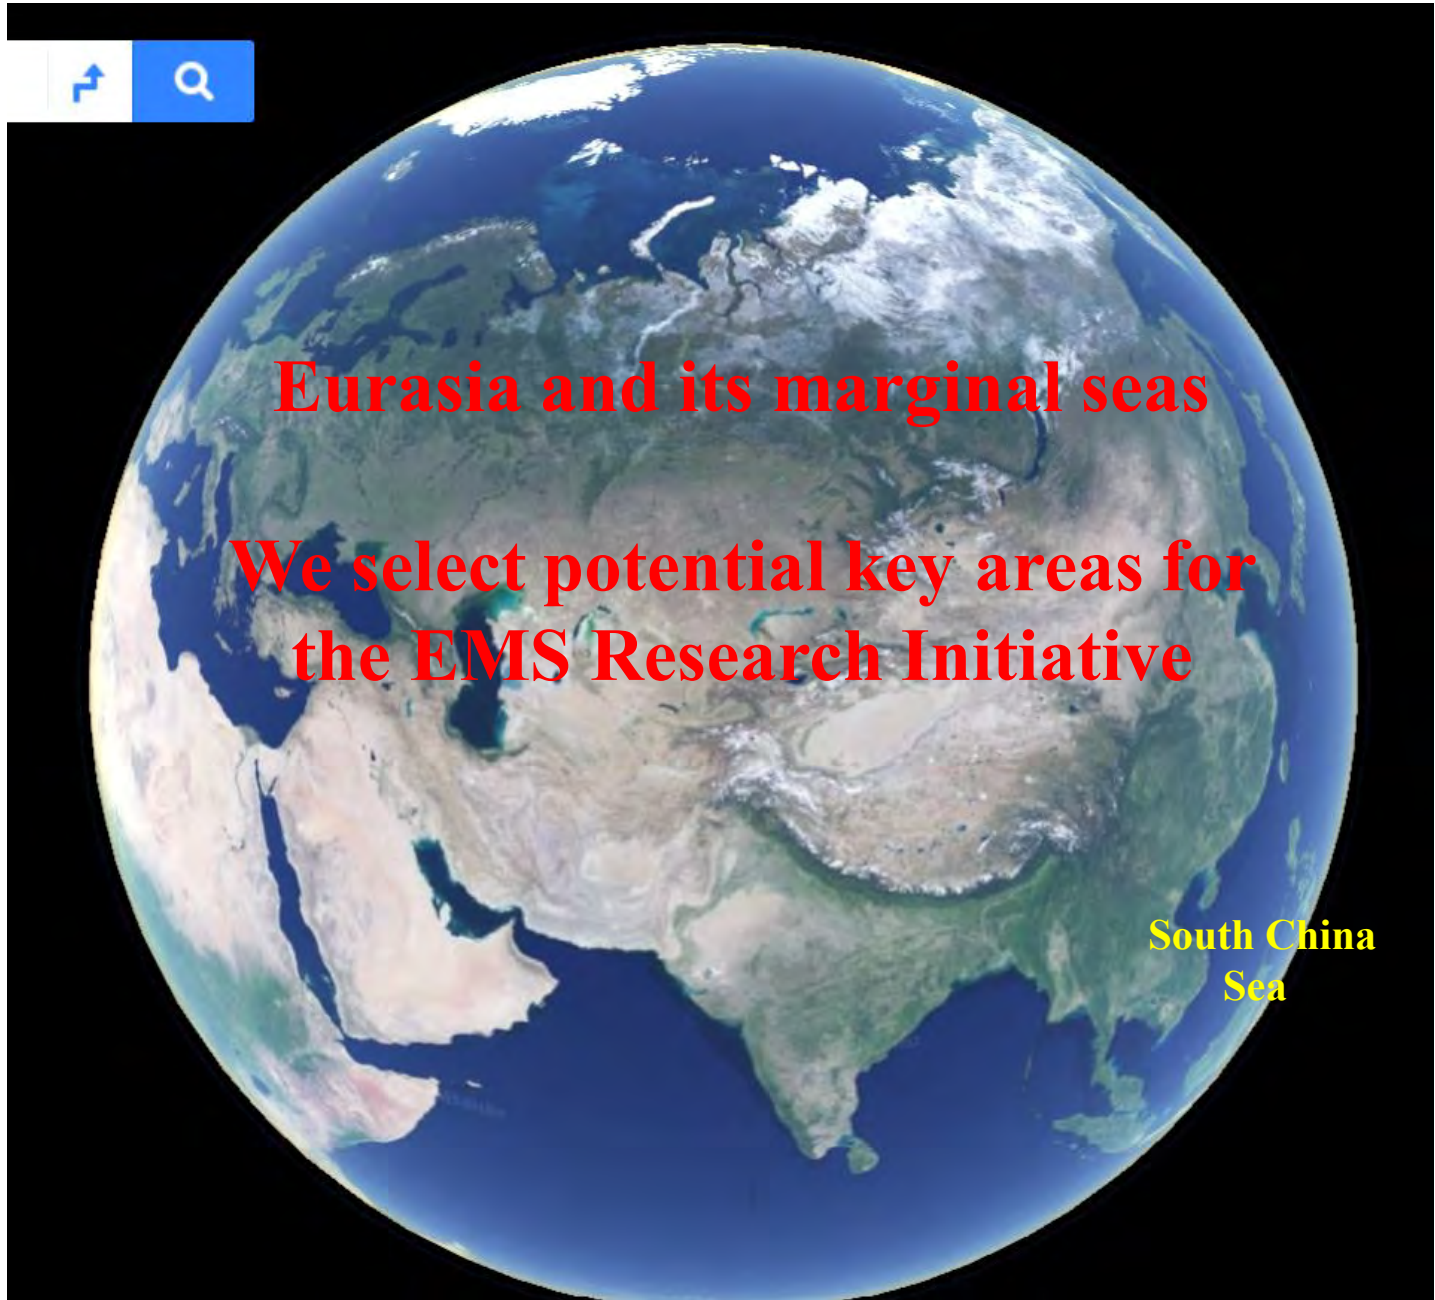 Eurasia and its marginal seas
We select potential key areas for
the EMS Research Initiative
South China
Sea